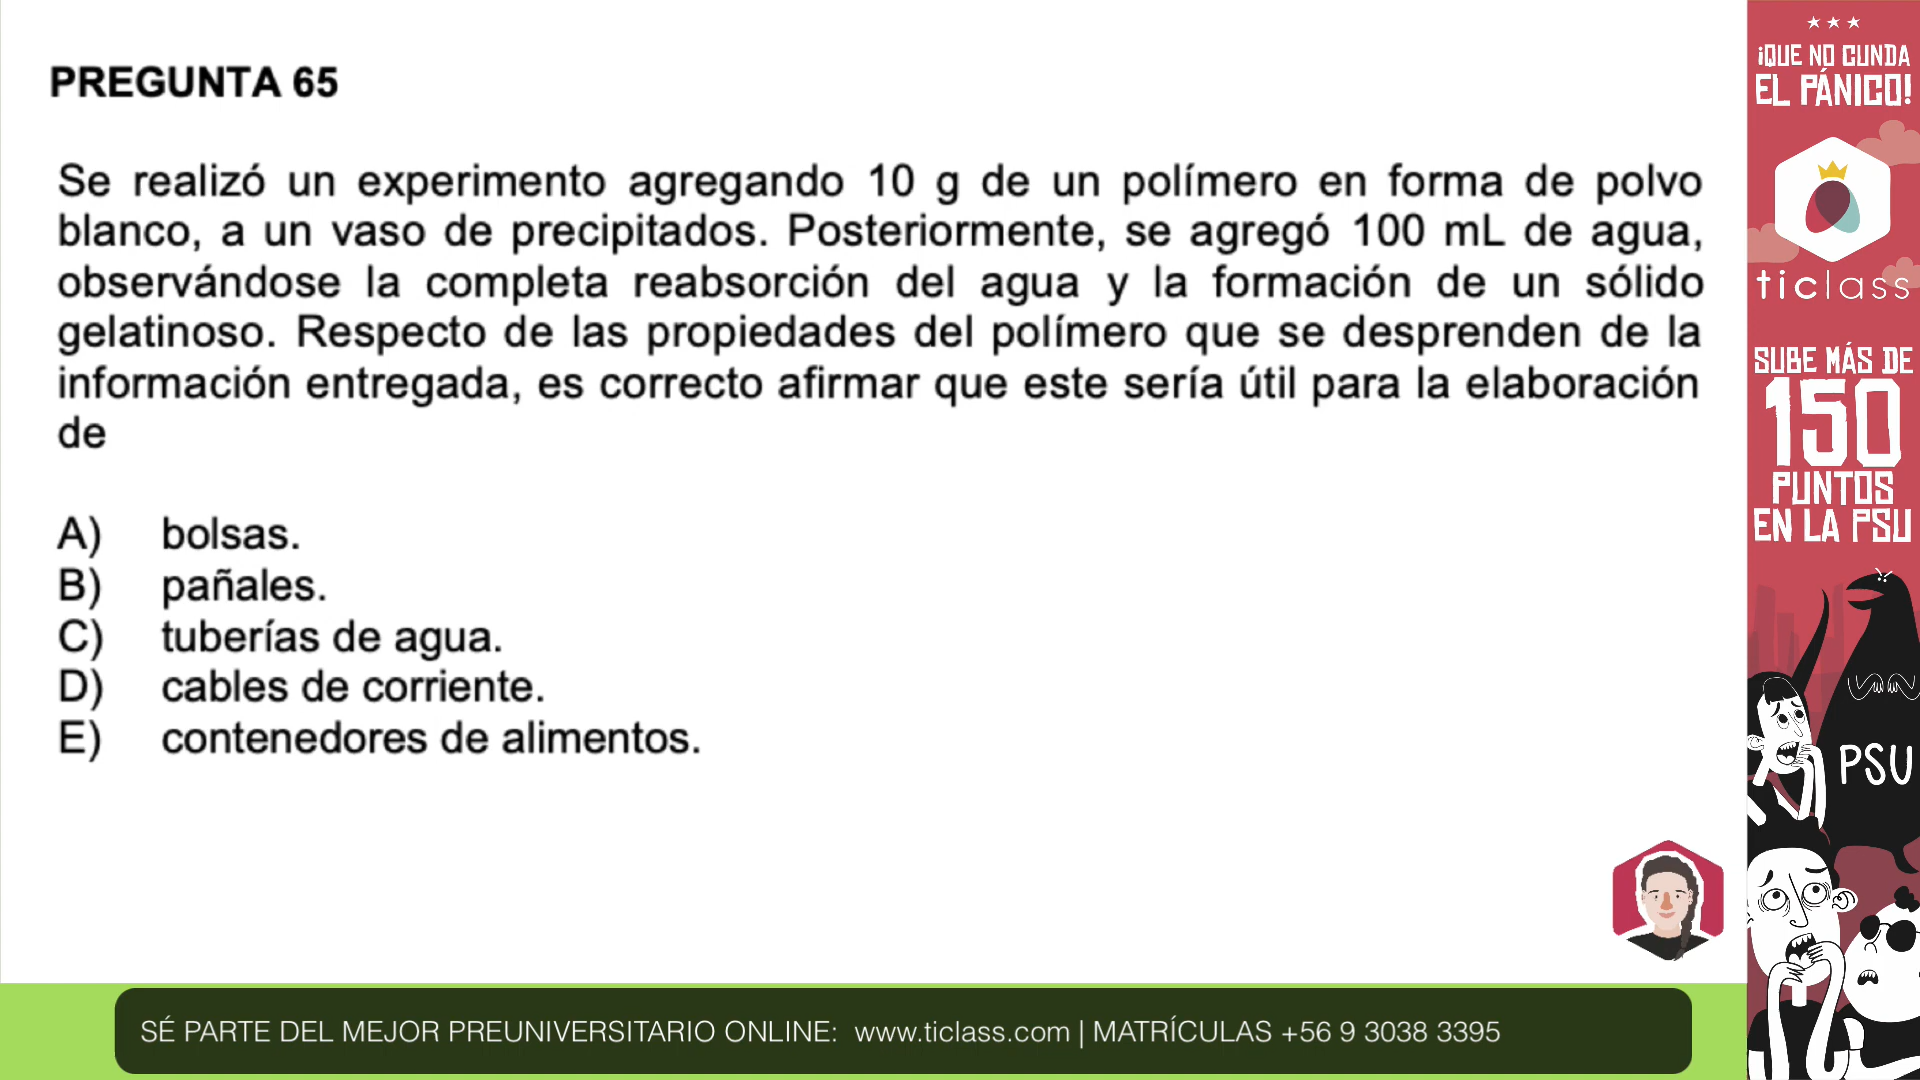 PREGUNTA 65
Se realizó un experimento agregando 10 g de un polímero en forma de polvo
blanco, a un vaso de precipitados. Posteriormente, se agregó 100 mL de agua,
observándose la completa reabsorción del agua y la formación de un sólido
gelatinoso. Respecto de las propiedades del polímero que se desprenden de la
información entregada, es correcto afirmar que este sería útil para la elaboración
de
A) bolsas.
B) pañales.
C) tuberías de agua.
D) cables de corriente.
E) contenedores de alimentos.
SÉ PARTE DEL MEJOR PREUNIVERSITARIO ONLINE: www.ticlass.com | MATRÍCULAS +56 9 3038 3395
¡QUE NO CUNDA
EL PÁNICO!
ticlass
SUBE MÁS DE
150
PUNTOS
EN LA PSU
PSU